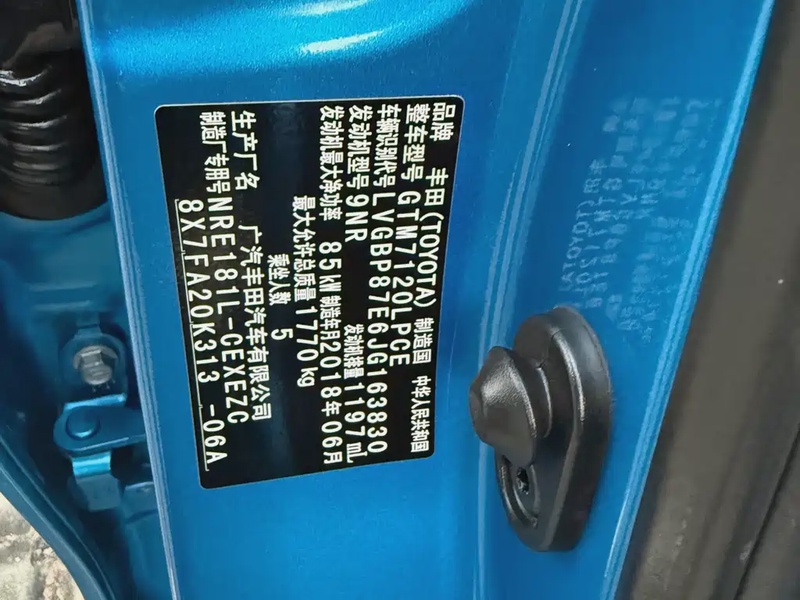 品牌 丰田(TOYOTA) 制造国 中华人民共和国
整车型号 GTM7120LPCE
车辆识别代号 LVGBP87E6JG163830
发动机型号 9NR 发动机排量 1197mL
发动机最大净功率 85kW 制造年月 2018年06月
最大允许总质量 1770kg
乘坐人数 5
生产厂名 广汽丰田汽车有限公司
制造厂专用号 NRE181L-CEXEZC
8X7FA20K313 -06A